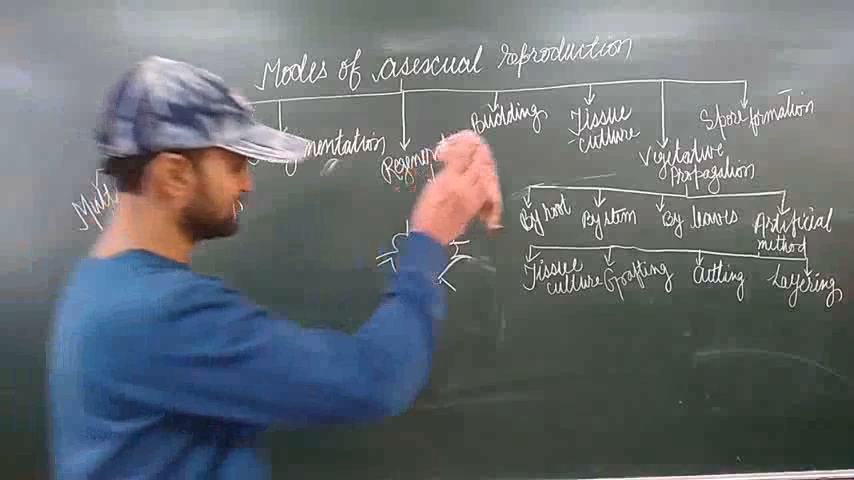 Modes of asexual reproduction
Budding
Tissue
culture
Vegetative
Propagation
Spore formation
By root
By stem
By leaves
Artificial
method
Tissue
culture
Grafting
Cutting
Layering